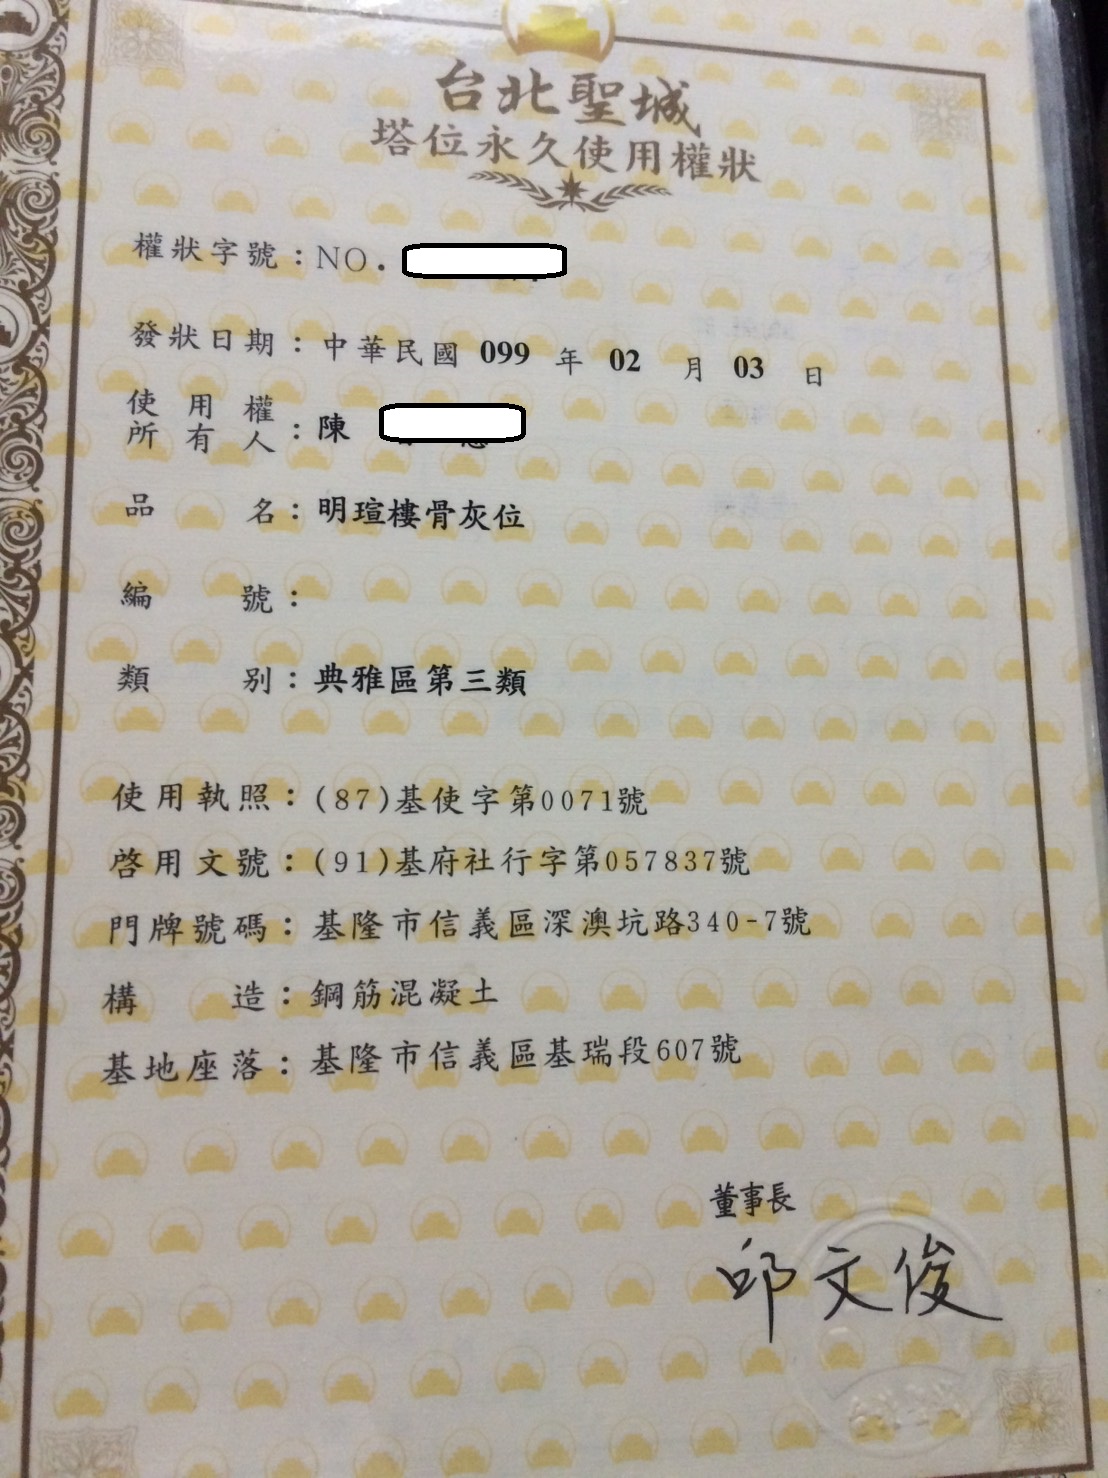 台北聖城
塔位永久使用權狀
權狀字號：NO.
發狀日期：中華民國 099 年 02 月 03 日
使用權
所有人：陳
品名：明瑄樓骨灰位
編號：
類別：典雅區第三類
使用執照：(87)基使字第0071號
啓用文號：(91)基府社行字第057837號
門牌號碼：基隆市信義區深澳坑路340-7號
構造：鋼筋混凝土
基地座落：基隆市信義區基瑞段607號
董事長
邱文俊